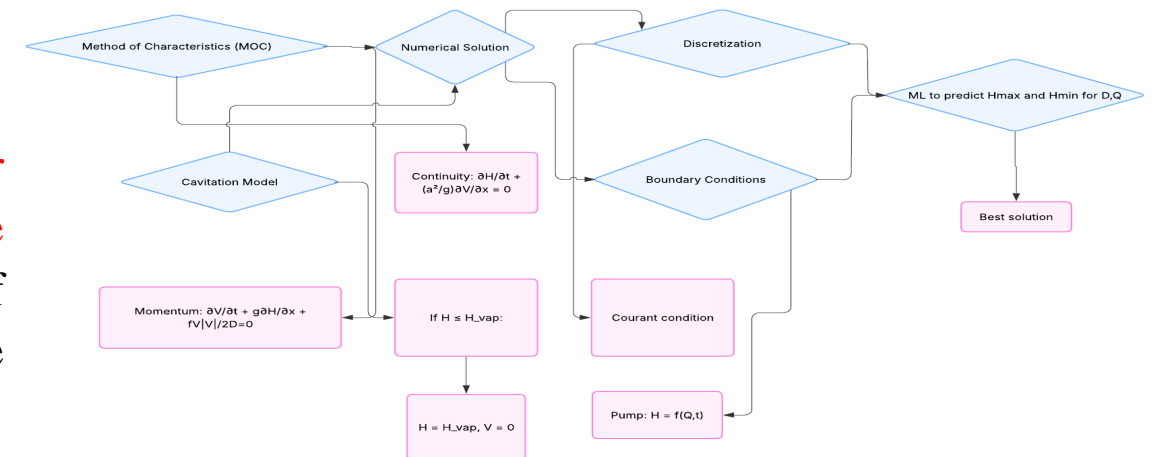 Method of Characteristics (MOC)
Numerical Solution
Discretization
ML to predict Hmax and Hmin for D,Q
Cavitation Model
Continuity: ∂H/∂t +
(a²/g)∂V/∂x = 0
Boundary Conditions
Best solution
Momentum: ∂V/∂t + g∂H/∂x +
fV|V|/2D=0
If H ≤ H_vap:
Courant condition
H = H_vap, V = 0
Pump: H = f(Q,t)